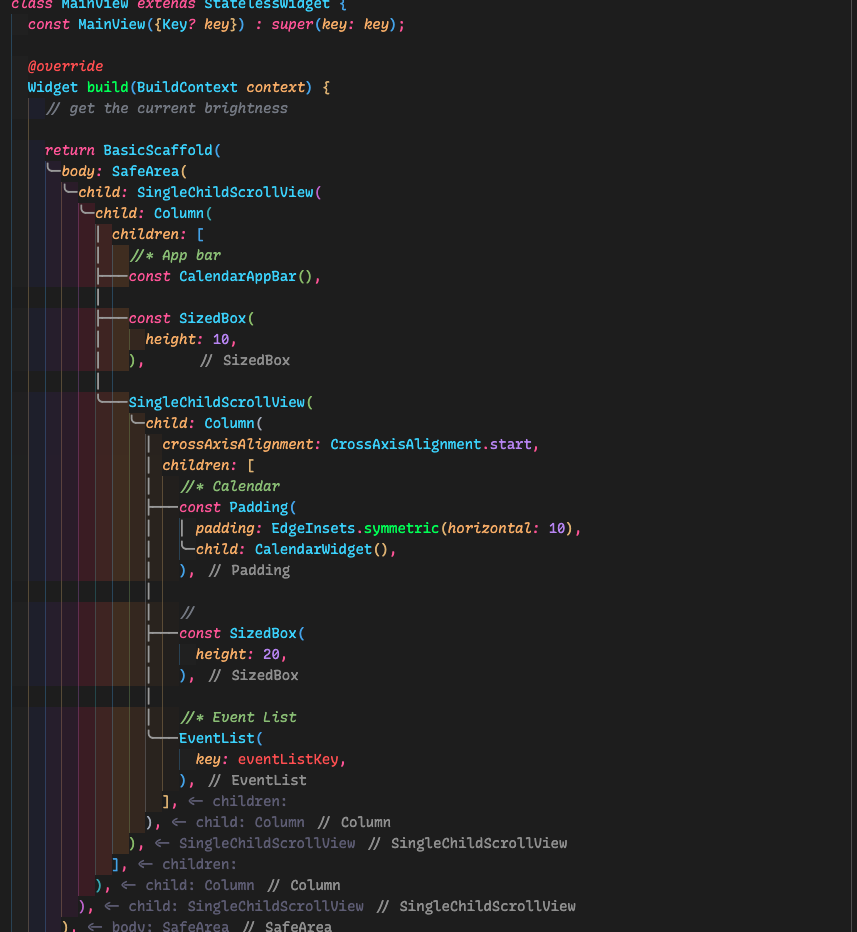 class MainView extends StatelessWidget {
const MainView({Key? key}) : super(key: key);
@override
Widget build(BuildContext context) {
// get the current brightness
return BasicScaffold(
body: SafeArea(
child: SingleChildScrollView(
child: Column(
children: [
//* App bar
const CalendarAppBar(),
const SizedBox(
height: 10,
), // SizedBox
SingleChildScrollView(
child: Column(
crossAxisAlignment: CrossAxisAlignment.start,
children: [
//* Calendar
const Padding(
padding: EdgeInsets.symmetric(horizontal: 10),
child: CalendarWidget(),
), // Padding
//
const SizedBox(
height: 20,
), // SizedBox
//* Event List
EventList(
key: eventListKey,
), // EventList
], <- children:
), <- child: Column // Column
), <- SingleChildScrollView // SingleChildScrollView
], <- children:
), <- child: Column // Column
), <- child: SingleChildScrollView // SingleChildScrollView
), <- body: SafeArea // SafeArea